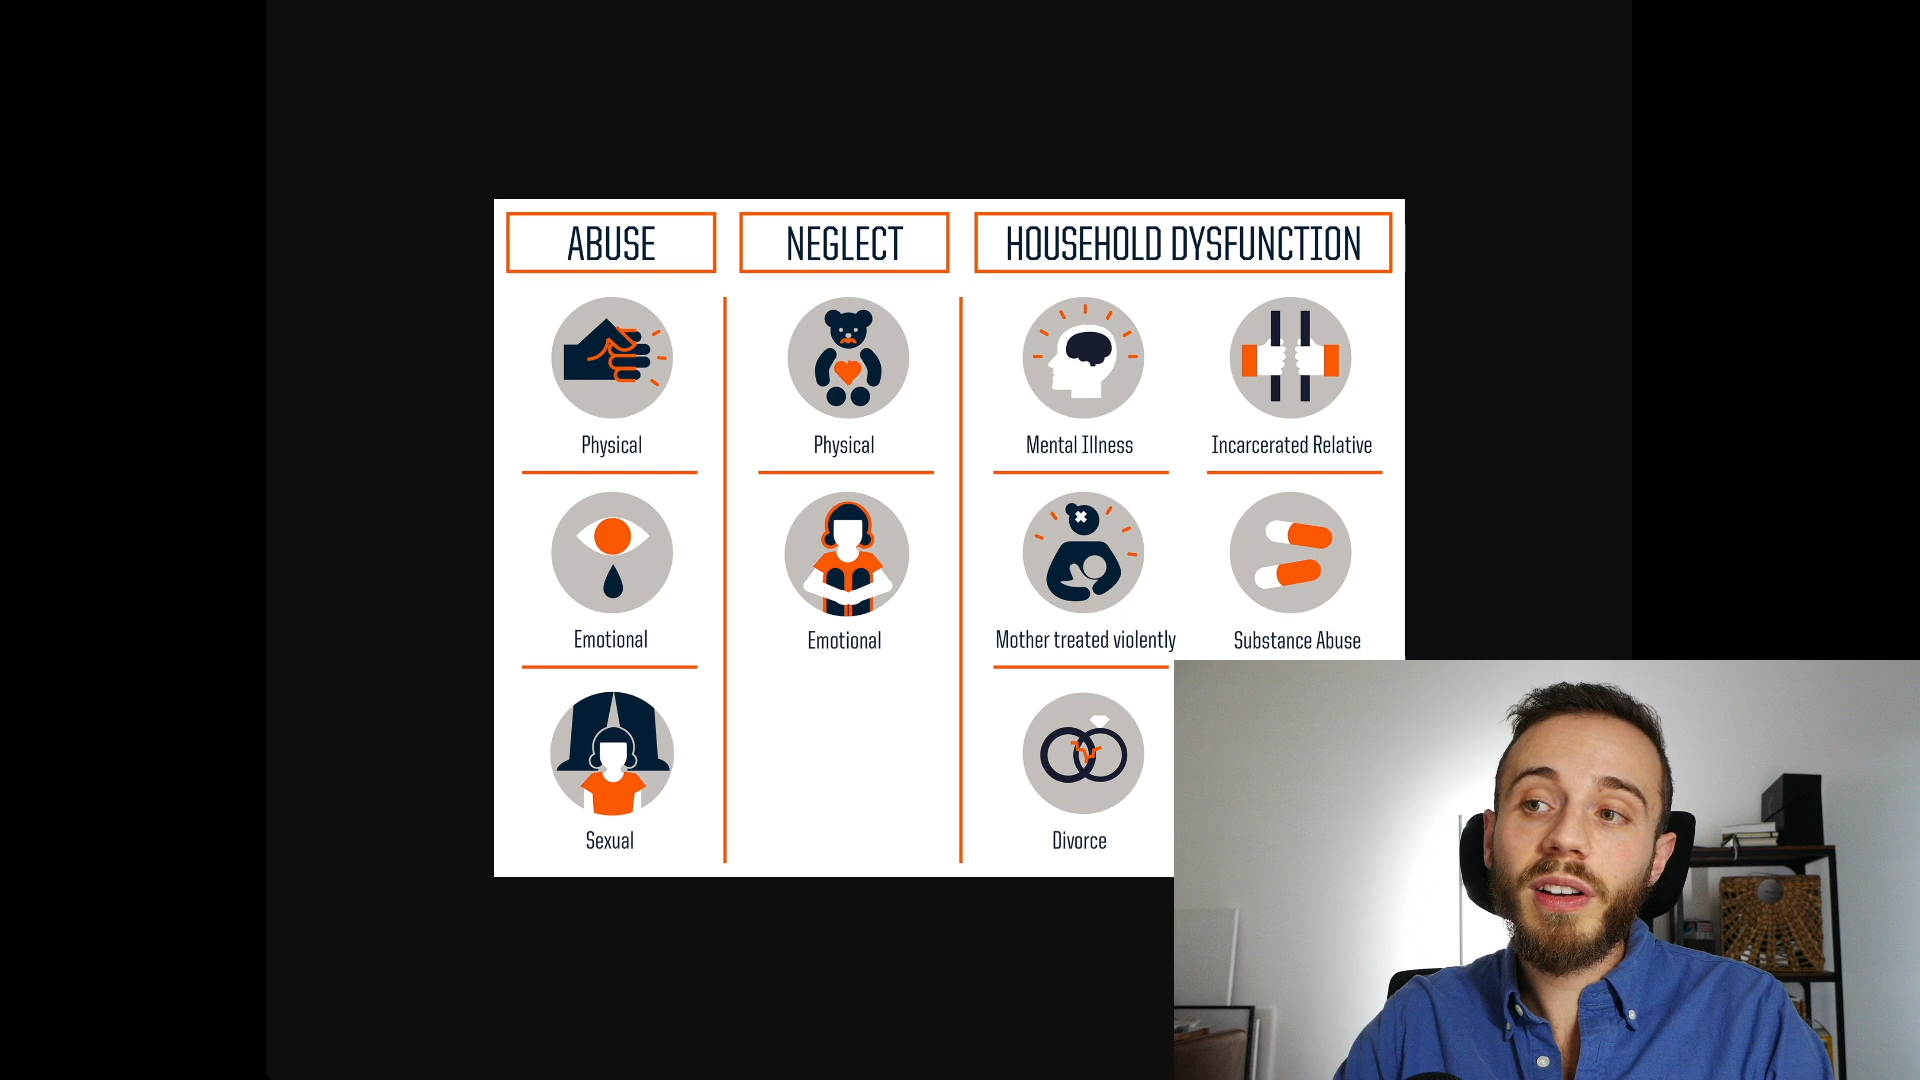 ABUSE
NEGLECT
HOUSEHOLD DYSFUNCTION
Physical
Physical
Mental Illness
Incarcerated Relative
Emotional
Emotional
Mother treated violently
Substance Abuse
Sexual
Divorce